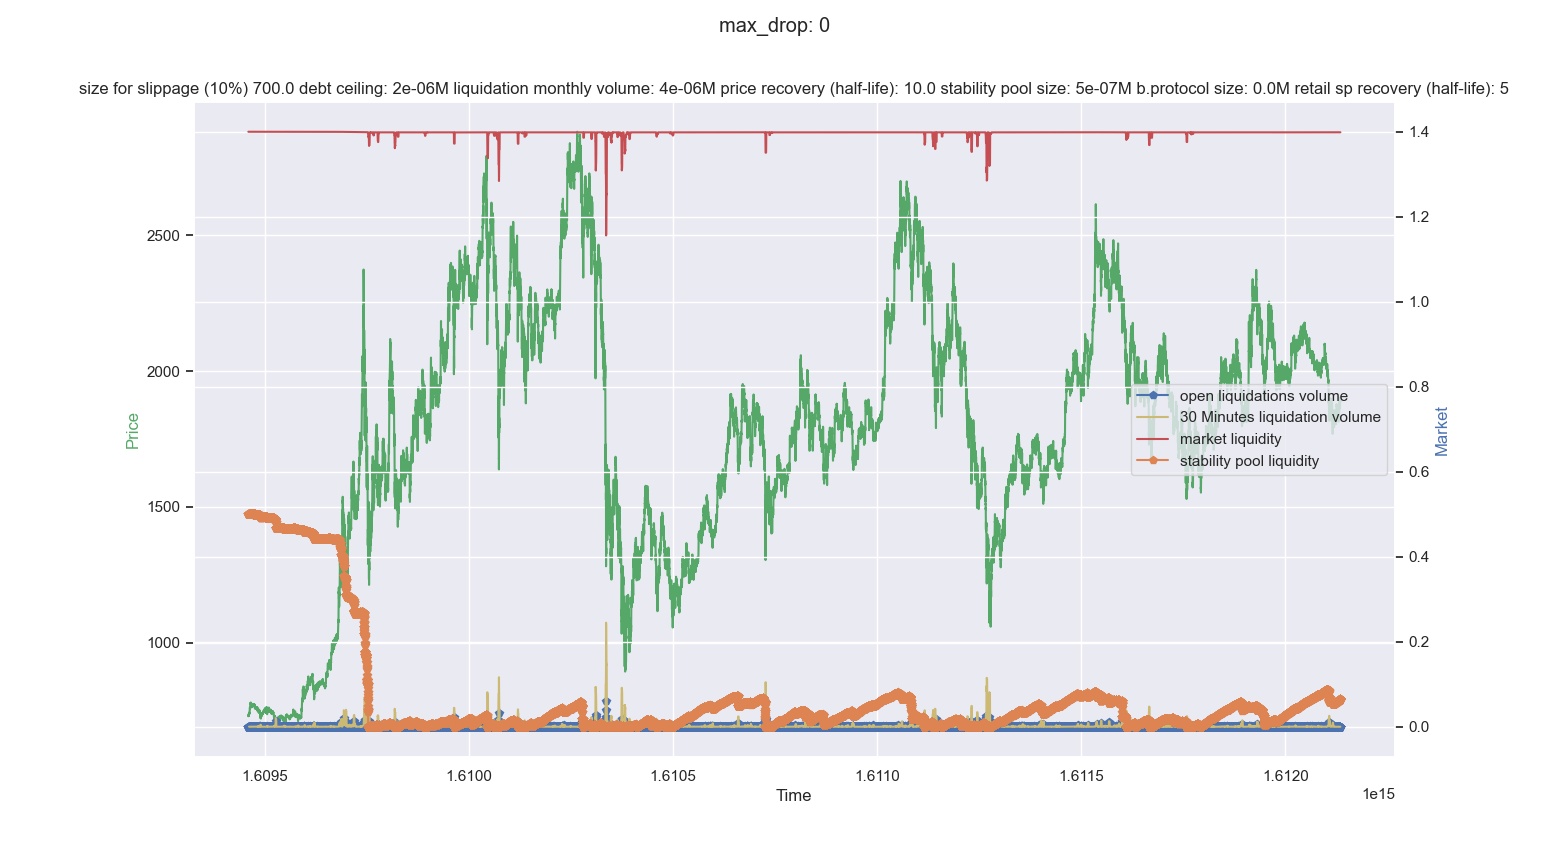 max_drop: 0
size for slippage (10%) 700.0 debt ceiling: 2e-06M liquidation monthly volume: 4e-06M price recovery (half-life): 10.0 stability pool size: 5e-07M b.protocol size: 0.0M retail sp recovery (half-life): 5
1.4
1.2
2500
1.0
2000
0.8
open liquidations volume
30 Minutes liquidation volume
market liquidity
stability pool liquidity
Price
Market
0.6
1500
0.4
1000
0.2
0.0
1.6095 1.6100 1.6105 1.6110 1.6115 1.6120
Time
1e15